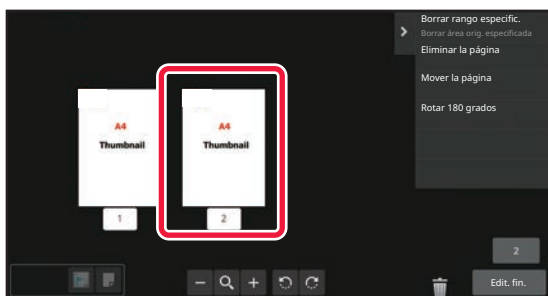 Borrar rango especific.
Borrar área orig. especificada
Eliminar la página
Mover la página
Rotar 180 grados
A4
Thumbnail
A4
Thumbnail
1
2
2
Edit. fin.